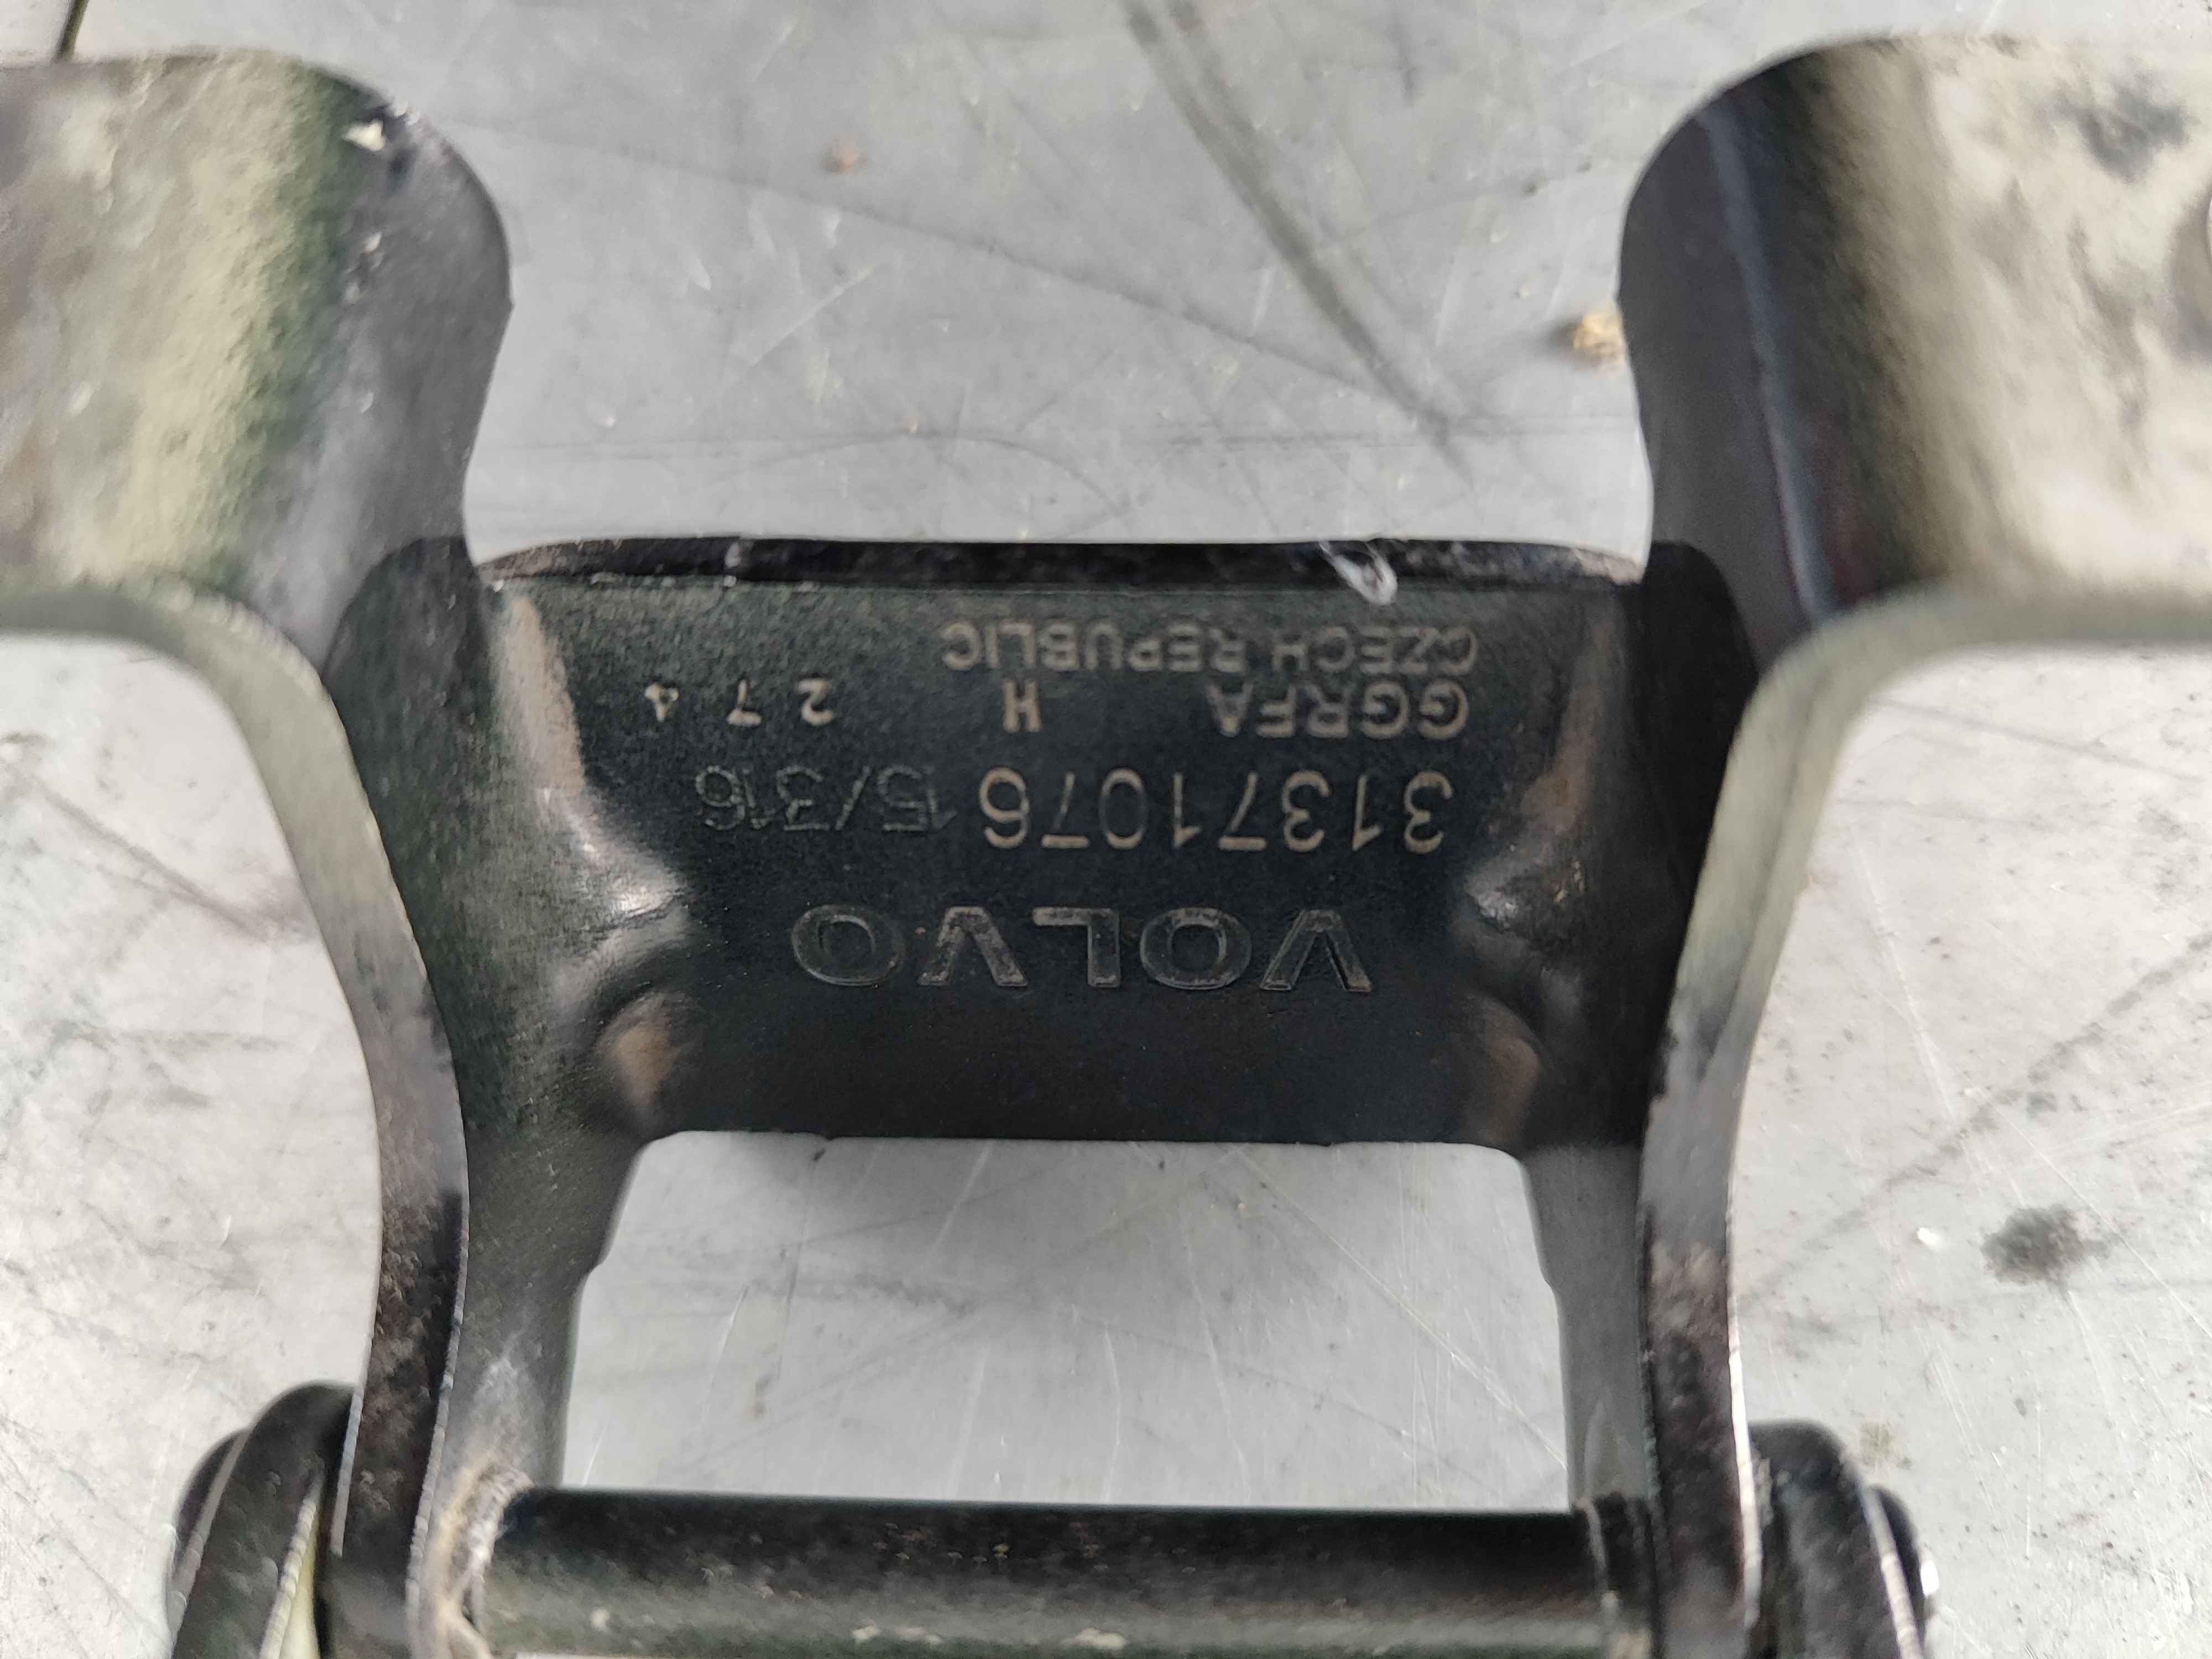 VOLVO
31371076 15/316
GGRFA H 274
CZECH REPUBLIC